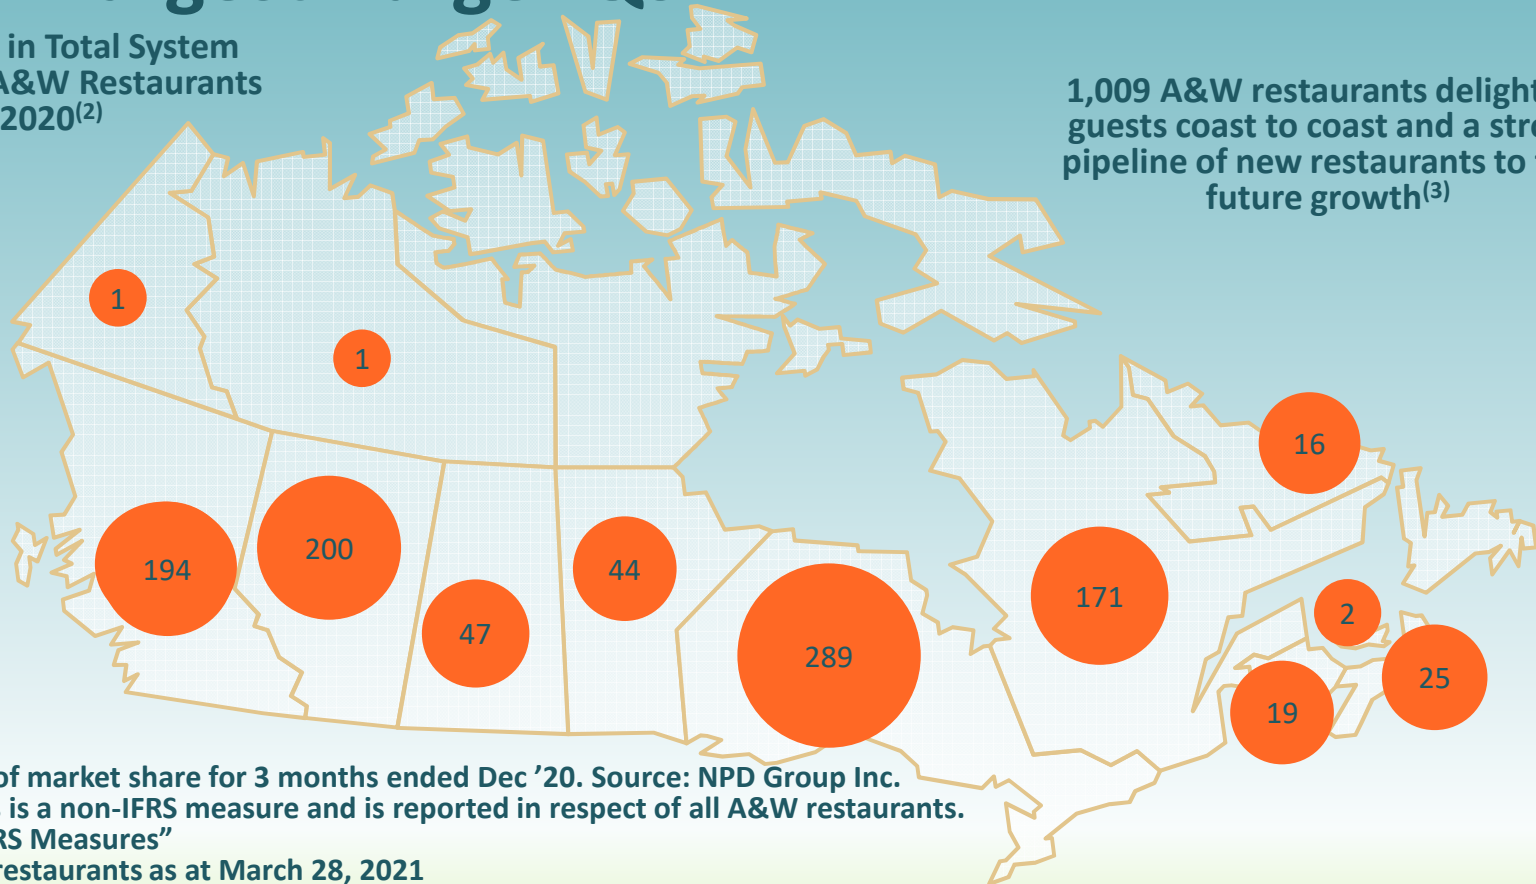 in Total System
A&W Restaurants
2020(2)
1,009 A&W restaurants delight
guests coast to coast and a
pipeline of new restaurants to
future growth(3)
1
1
16
194
200
47
44
289
171
2
25
19
of market share for 3 months ended Dec ’20. Source: NPD Group Inc.
is a non-IFRS measure and is reported in respect of all A&W restaurants.
RS Measures”
restaurants as at March 28, 2021